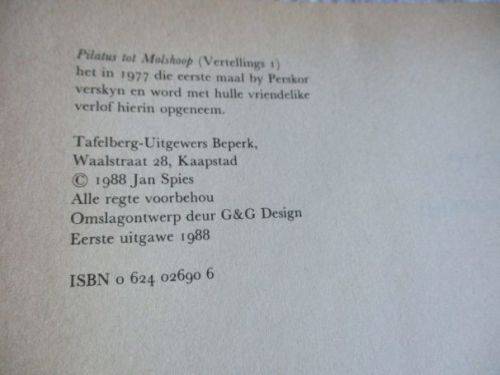 Pilatus tot Molshoop (Vertellings 1)
het in 1977 die eerste maal by Perskor
verskyn en word met hulle vriendelike
verlof hierin opgeneem.
Tafelberg-Uitgewers Beperk,
Waalstraat 28, Kaapstad
© 1988 Jan Spies
Alle regte voorbehou
Omslagontwerp deur G&G Design
Eerste uitgawe 1988
ISBN 0 624 02690 6